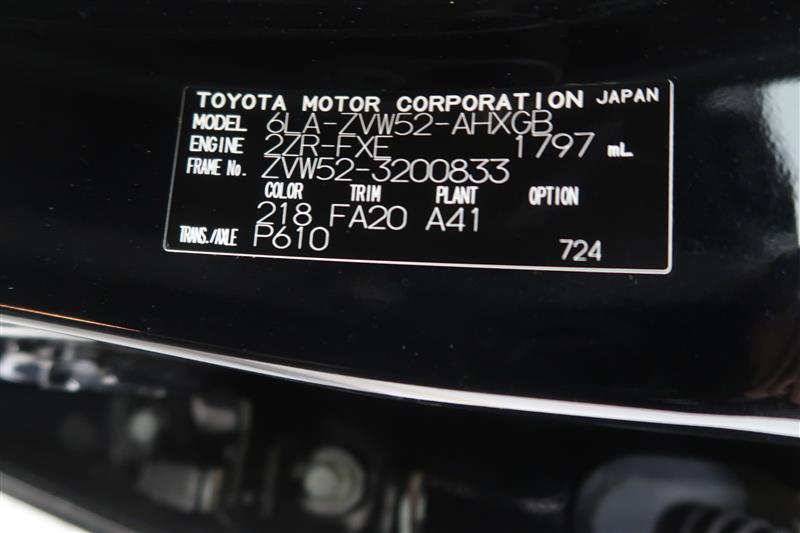 TOYOTA MOTOR CORPORATION JAPAN
MODEL 6LA-ZVW52-AHXGB
ENGINE 2ZR-FXE 1797 mL
FRAME No. ZVW52-3200833
COLOR TRIM PLANT OPTION
218 FA20 A41
TRANS./AXLE P610 724